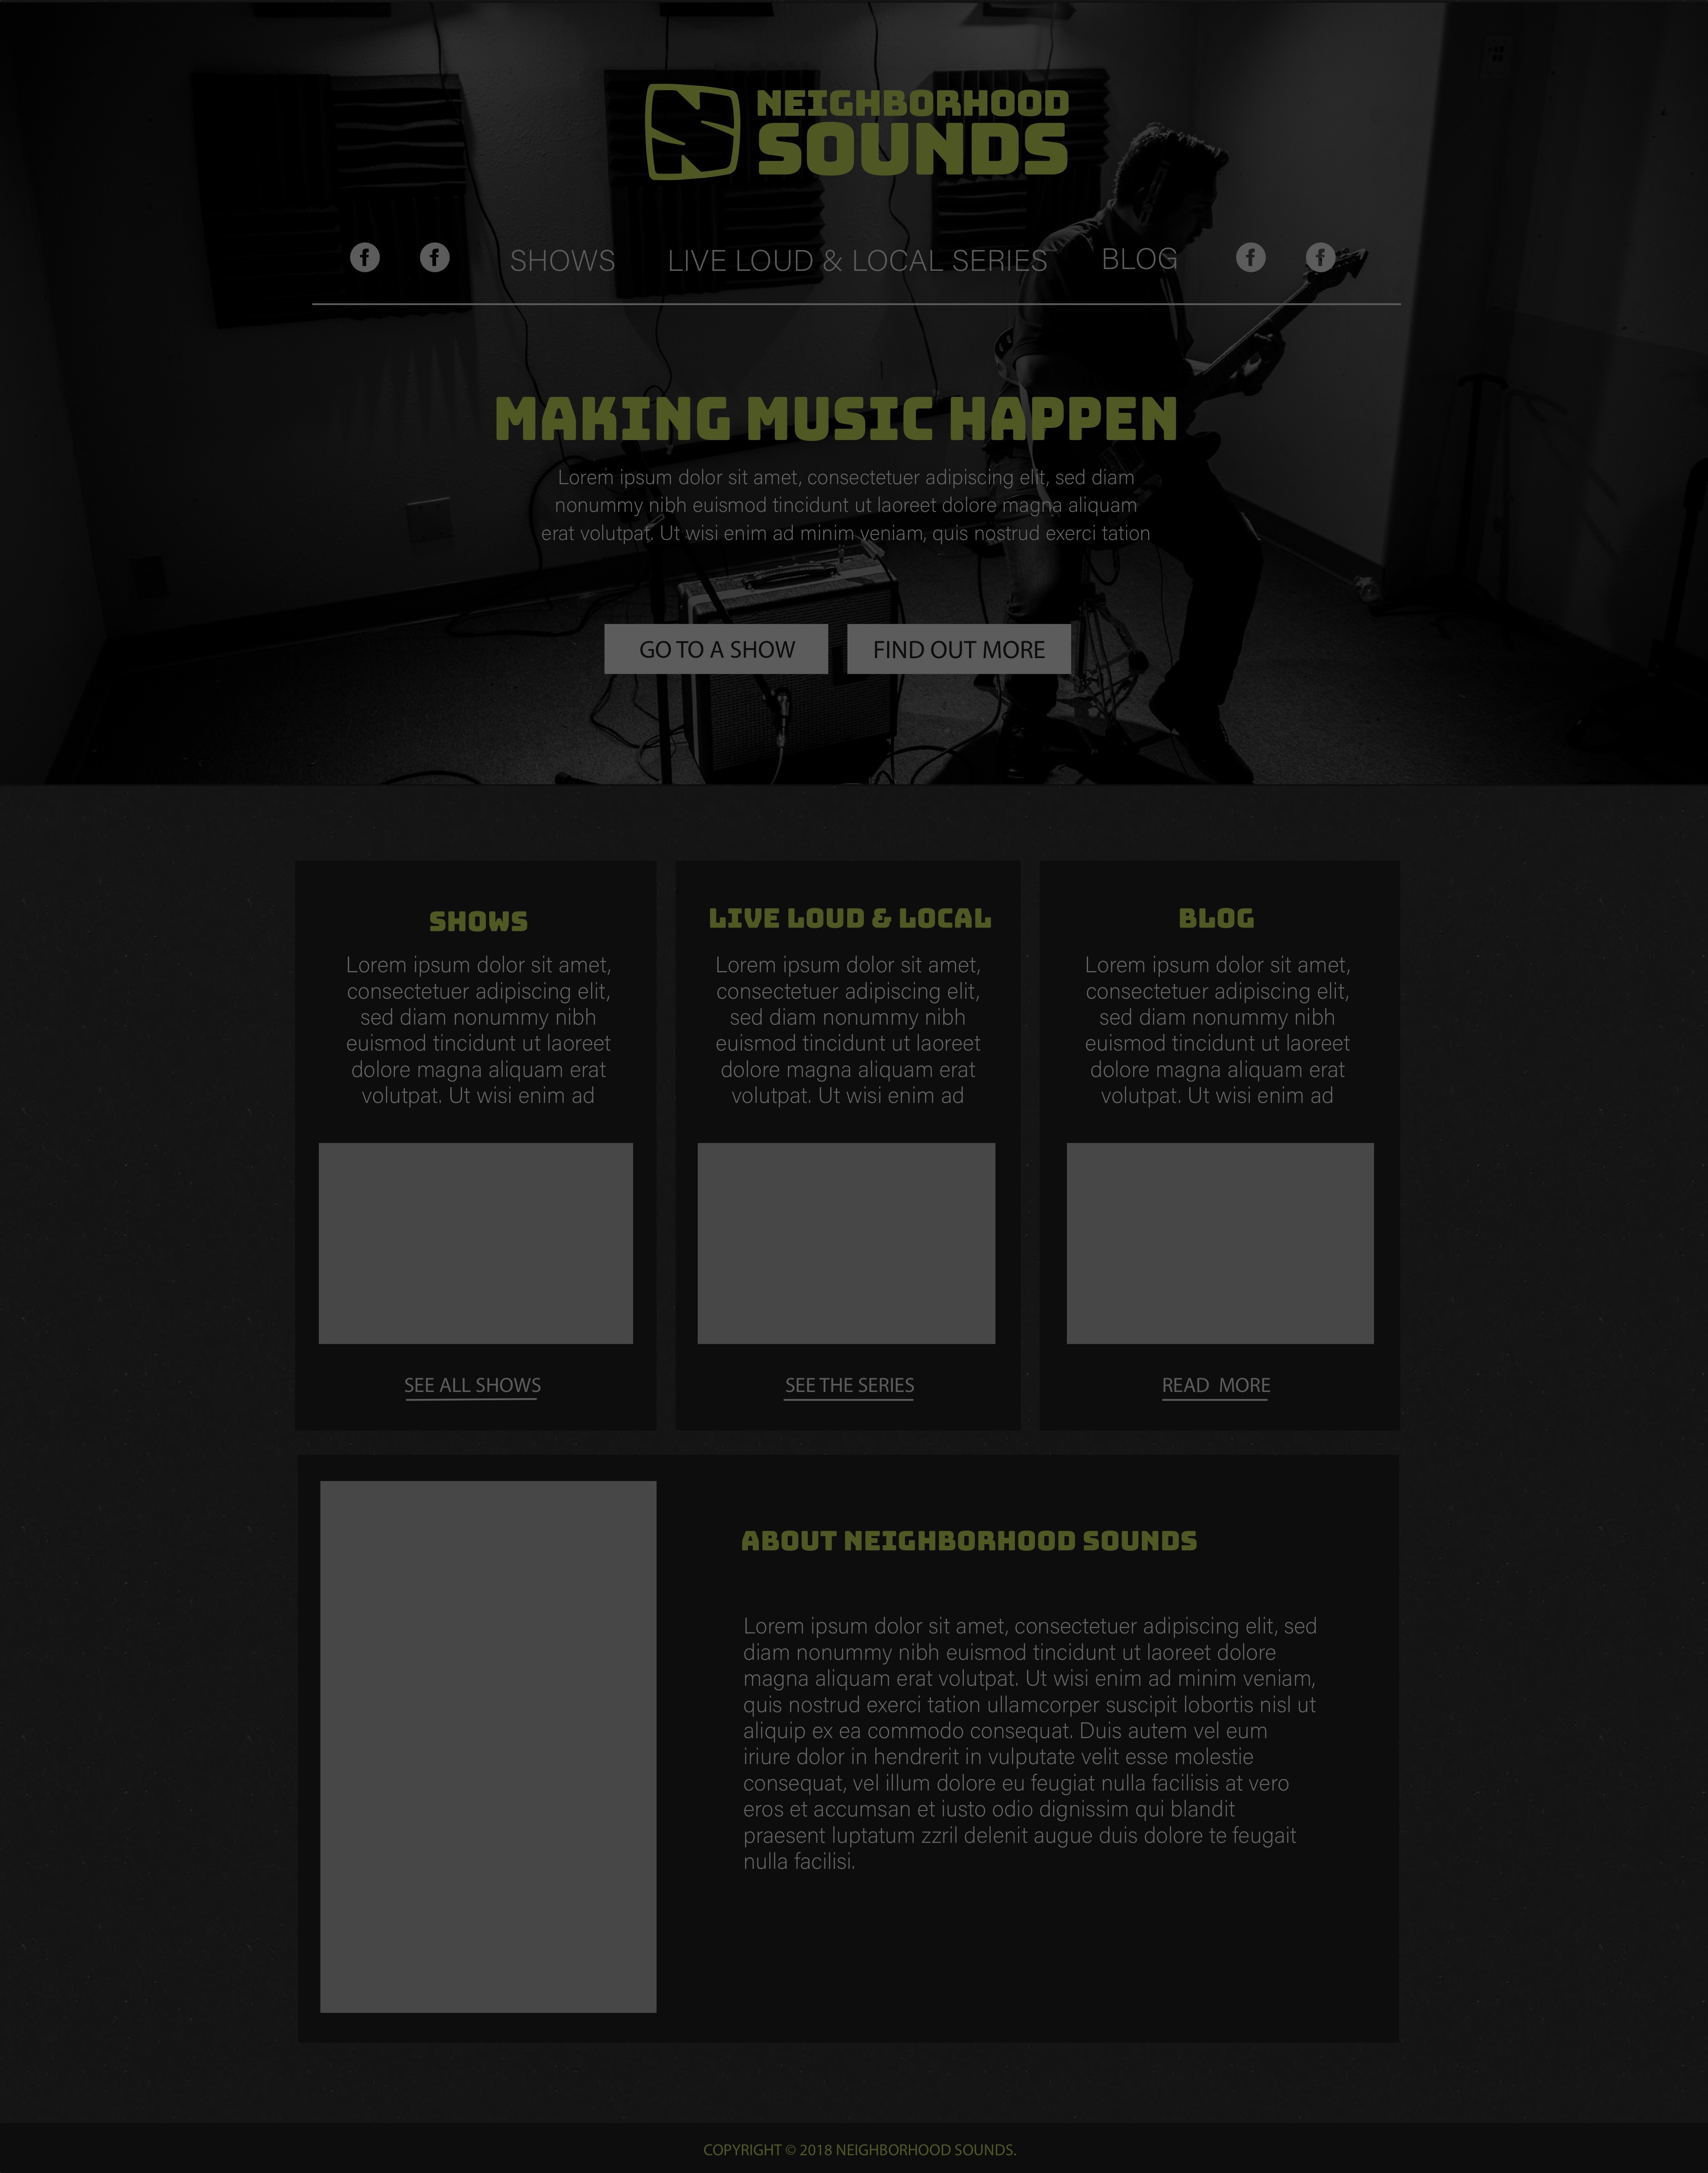 NEIGHBORHOOD
SOUNDS
SHOWS LIVE LOUD & LOCAL SERIES BLOG
MAKING MUSIC HAPPEN
Lorem ipsum dolor sit amet, consectetuer adipiscing elit, sed diam
nonummy nibh euismod tincidunt ut laoreet dolore magna aliquam
erat volutpat. Ut wisi enim ad minim veniam, quis nostrud exerci tation
GO TO A SHOW FIND OUT MORE
SHOWS
Lorem ipsum dolor sit amet,
consectetuer adipiscing elit,
sed diam nonummy nibh
euismod tincidunt ut laoreet
dolore magna aliquam erat
volutpat. Ut wisi enim ad
SEE ALL SHOWS
LIVE LOUD & LOCAL
Lorem ipsum dolor sit amet,
consectetuer adipiscing elit,
sed diam nonummy nibh
euismod tincidunt ut laoreet
dolore magna aliquam erat
volutpat. Ut wisi enim ad
SEE THE SERIES
BLOG
Lorem ipsum dolor sit amet,
consectetuer adipiscing elit,
sed diam nonummy nibh
euismod tincidunt ut laoreet
dolore magna aliquam erat
volutpat. Ut wisi enim ad
READ MORE
ABOUT NEIGHBORHOOD SOUNDS
Lorem ipsum dolor sit amet, consectetuer adipiscing elit, sed
diam nonummy nibh euismod tincidunt ut laoreet dolore
magna aliquam erat volutpat. Ut wisi enim ad minim veniam,
quis nostrud exerci tation ullamcorper suscipit lobortis nisl ut
aliquip ex ea commodo consequat. Duis autem vel eum
iriure dolor in hendrerit in vulputate velit esse molestie
consequat, vel illum dolore eu feugiat nulla facilisis at vero
eros et accumsan et iusto odio dignissim qui blandit
praesent luptatum zzril delenit augue duis dolore te feugait
nulla facilisi.
COPYRIGHT © 2018 NEIGHBORHOOD SOUNDS.